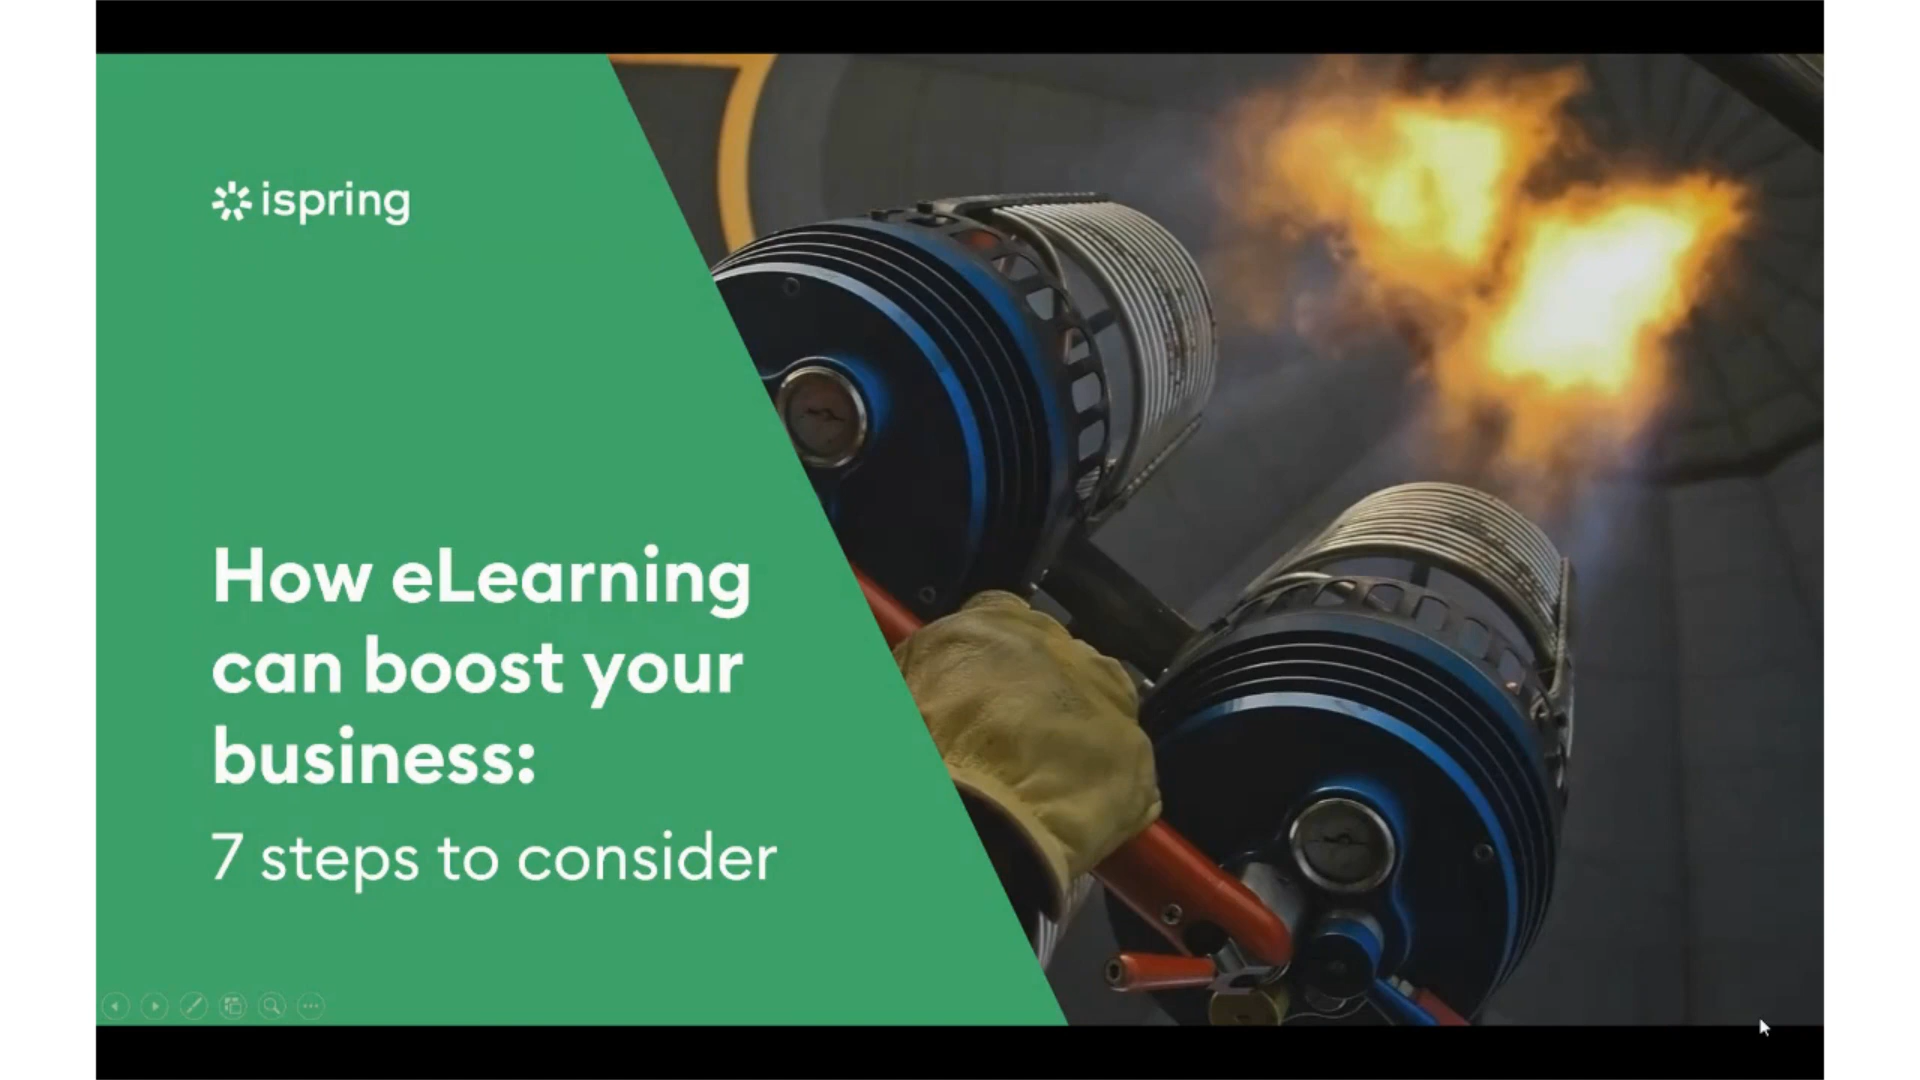 ispring
How eLearning
can boost your
business:
7 steps to consider